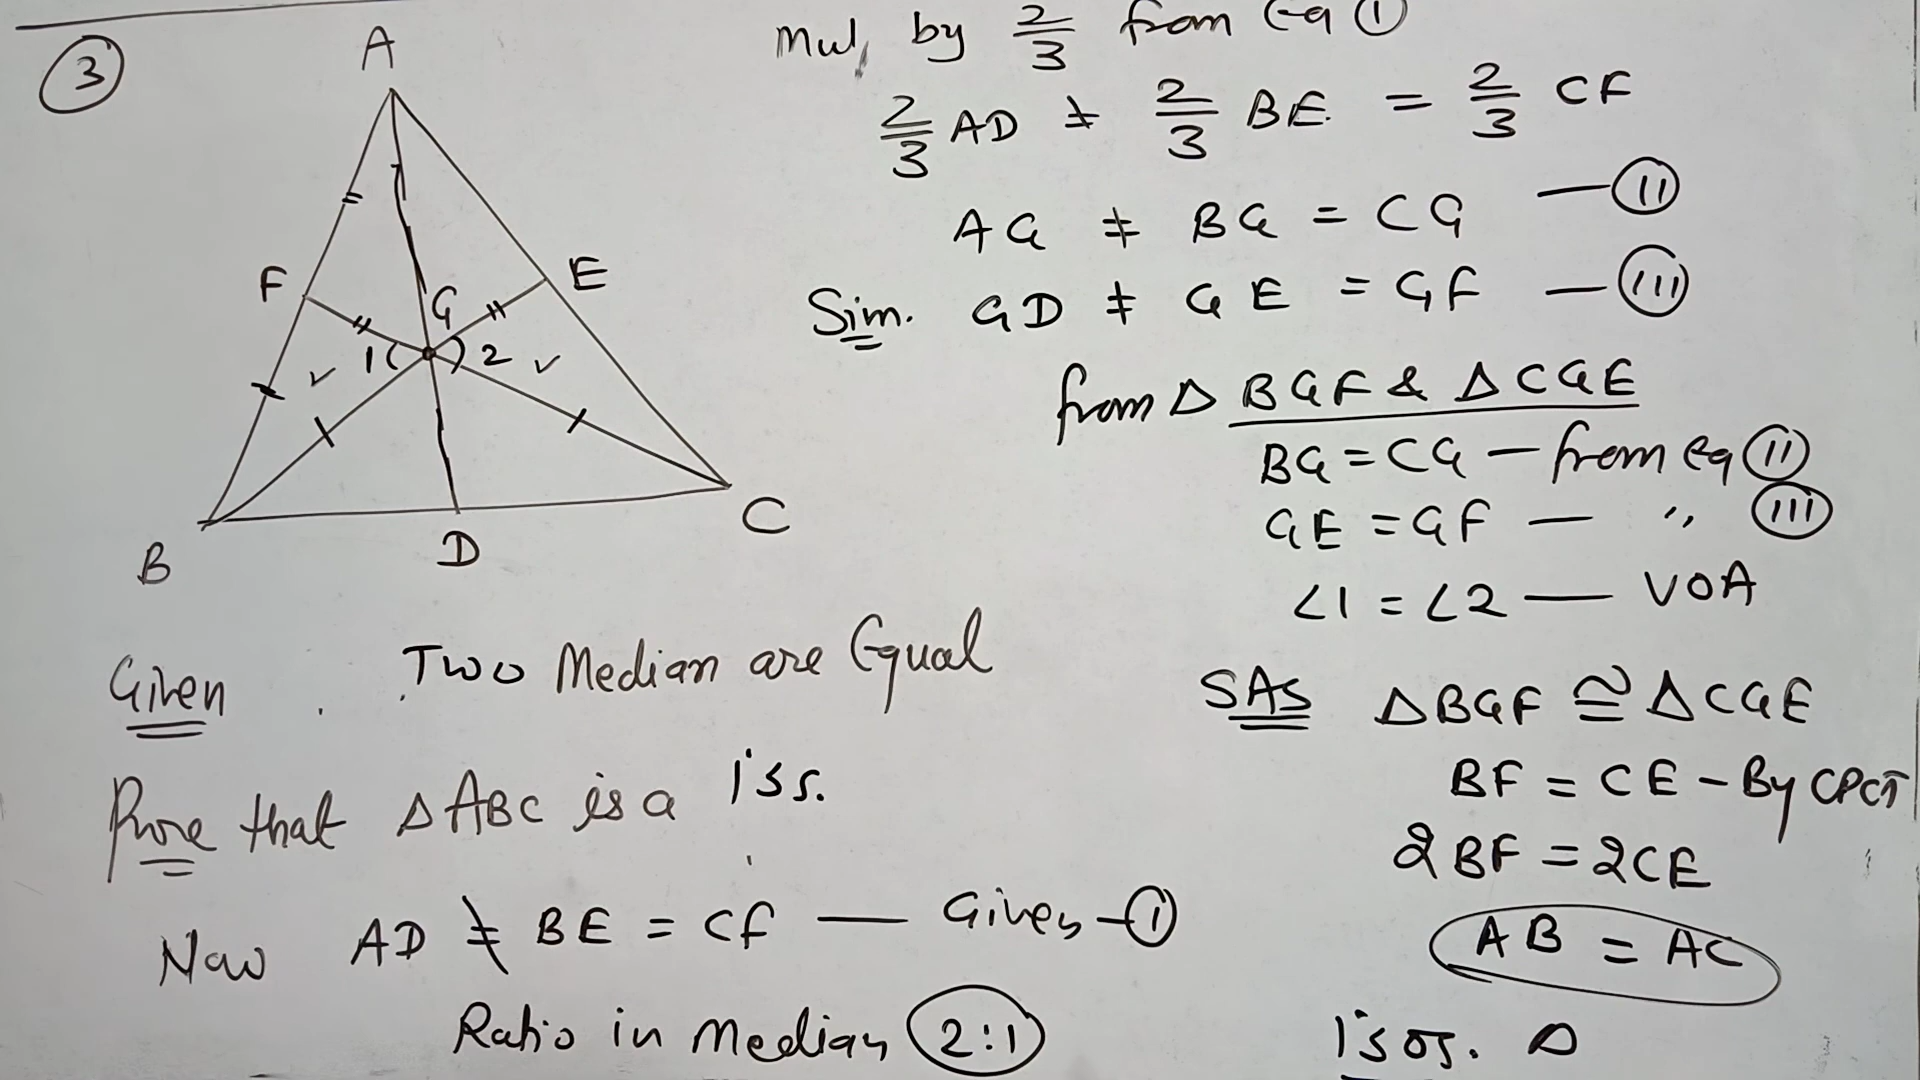 3
A
F
E
G
1
2
B
D
C
Given Two Median are Equal
Prove that △ABC is a iss.
Now AD ≠ BE = CF — Given - (1)
Ratio in Median 2:1
Mul, by 2/3 from Eq (1)
2/3 AD ≠ 2/3 BE = 2/3 CF
AG ≠ BG = CG — (11)
Sim. GD ≠ GE = GF — (111)
from △ BGF & △CGE
BG = CG — from eq (11)
GE = GF — ,, (111)
∠1 = ∠2 — VOA
SAS △BGF ≅ △CGE
BF = CE - By CPCT
2BF = 2CE
AB = AC
isos. △